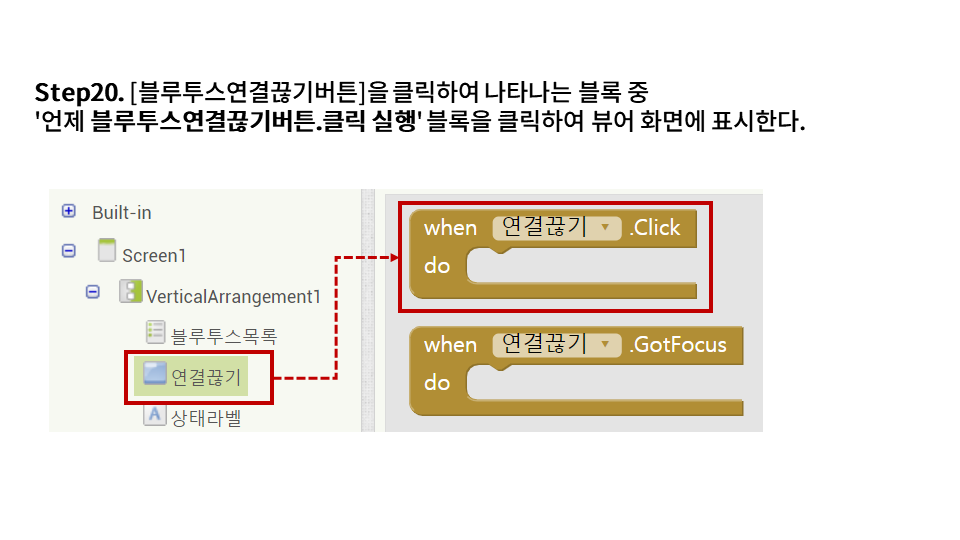 Step20. [블루투스연결끊기버튼]을 클릭하여 나타나는 블록 중
'언제 블루투스연결끊기버튼.클릭 실행' 블록을 클릭하여 뷰어 화면에 표시한다.
Built-in
Screen1
VerticalArrangement1
블루투스목록
연결끊기
A 상태라벨
when 연결끊기 .Click
do
when 연결끊기 .GotFocus
do